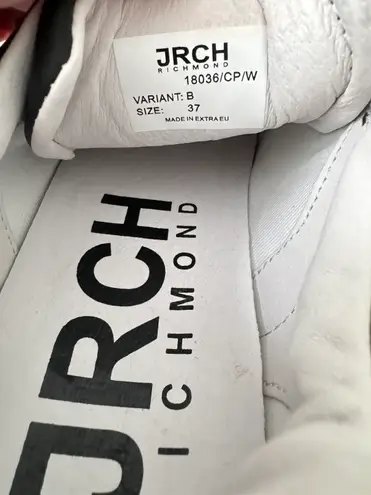 JRCH
RICHMOND
18036/CP/W
VARIANT: B
SIZE: 37
MADE IN EXTRA EU
JRCH
ICHMOND